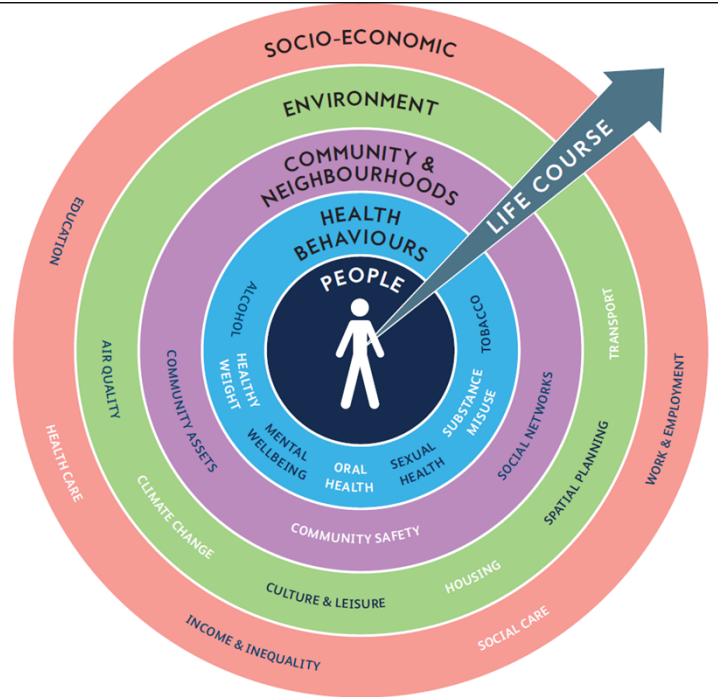 SOCIO-ECONOMIC
ENVIRONMENT
COMMUNITY &
NEIGHBOURHOODS
HEALTH
BEHAVIOURS
PEOPLE
LIFE COURSE
ALCOHOL
HEALTHY
WEIGHT
MENTAL
WELLBEING
ORAL
HEALTH
SEXUAL
HEALTH
SUBSTANCE
MISUSE
TOBACCO
COMMUNITY ASSETS
COMMUNITY SAFETY
SOCIAL NETWORKS
AIR QUALITY
CLIMATE CHANGE
CULTURE & LEISURE
HOUSING
SPATIAL PLANNING
TRANSPORT
EDUCATION
HEALTH CARE
INCOME & INEQUALITY
SOCIAL CARE
WORK & EMPLOYMENT